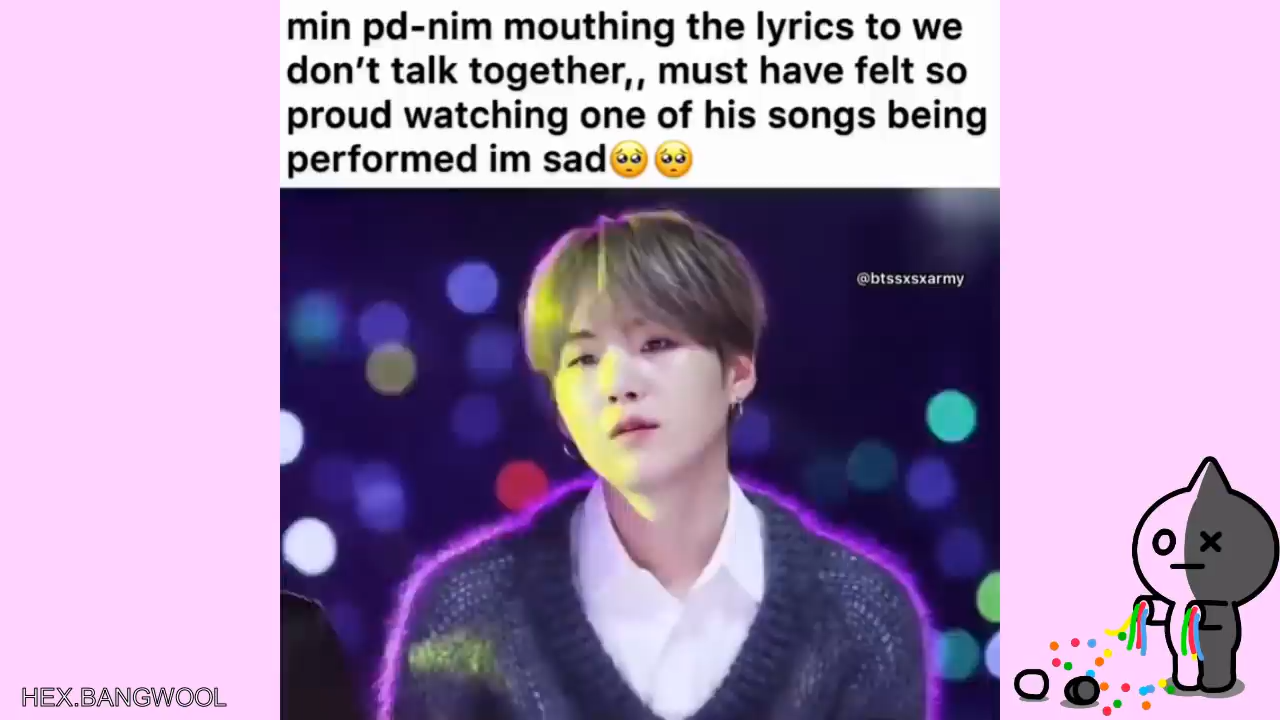 min pd-nim mouthing the lyrics to we
don’t talk together,, must have felt so
proud watching one of his songs being
performed im sad🥺🥺
@btssxsxarmy
HEX.BANGWOOL